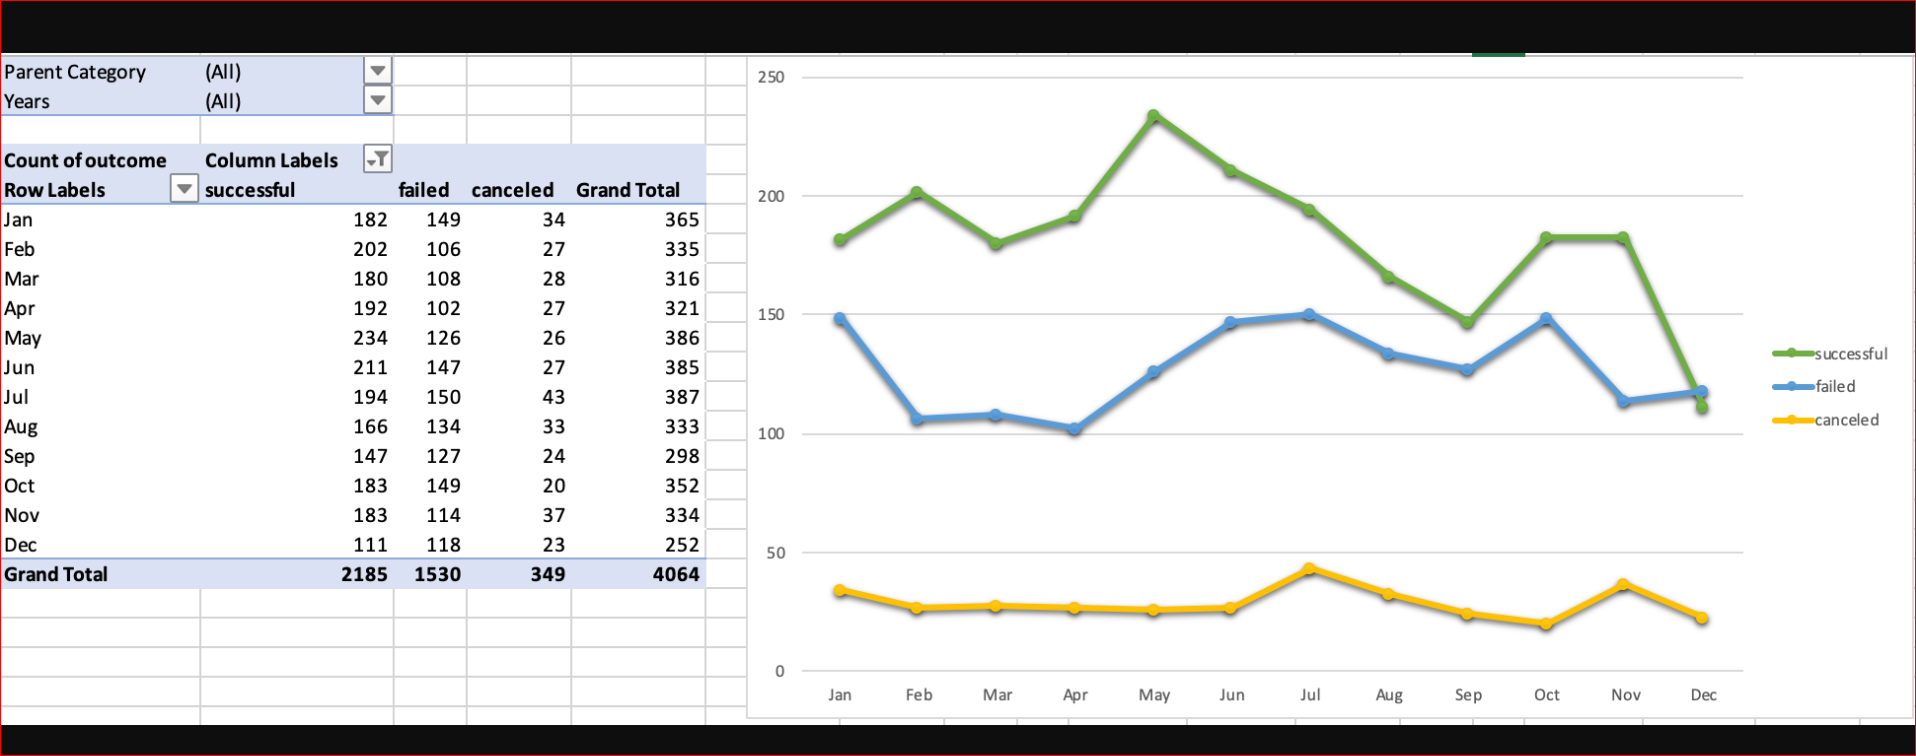 Parent Category (All)
Years (All)
Count of outcome Column Labels
Row Labels successful failed canceled Grand Total
Jan 182 149 34 365
Feb 202 106 27 335
Mar 180 108 28 316
Apr 192 102 27 321
May 234 126 26 386
Jun 211 147 27 385
Jul 194 150 43 387
Aug 166 134 33 333
Sep 147 127 24 298
Oct 183 149 20 352
Nov 183 114 37 334
Dec 111 118 23 252
Grand Total 2185 1530 349 4064
250
200
150
100
50
0
Jan Feb Mar Apr May Jun Jul Aug Sep Oct Nov Dec
successful
failed
canceled